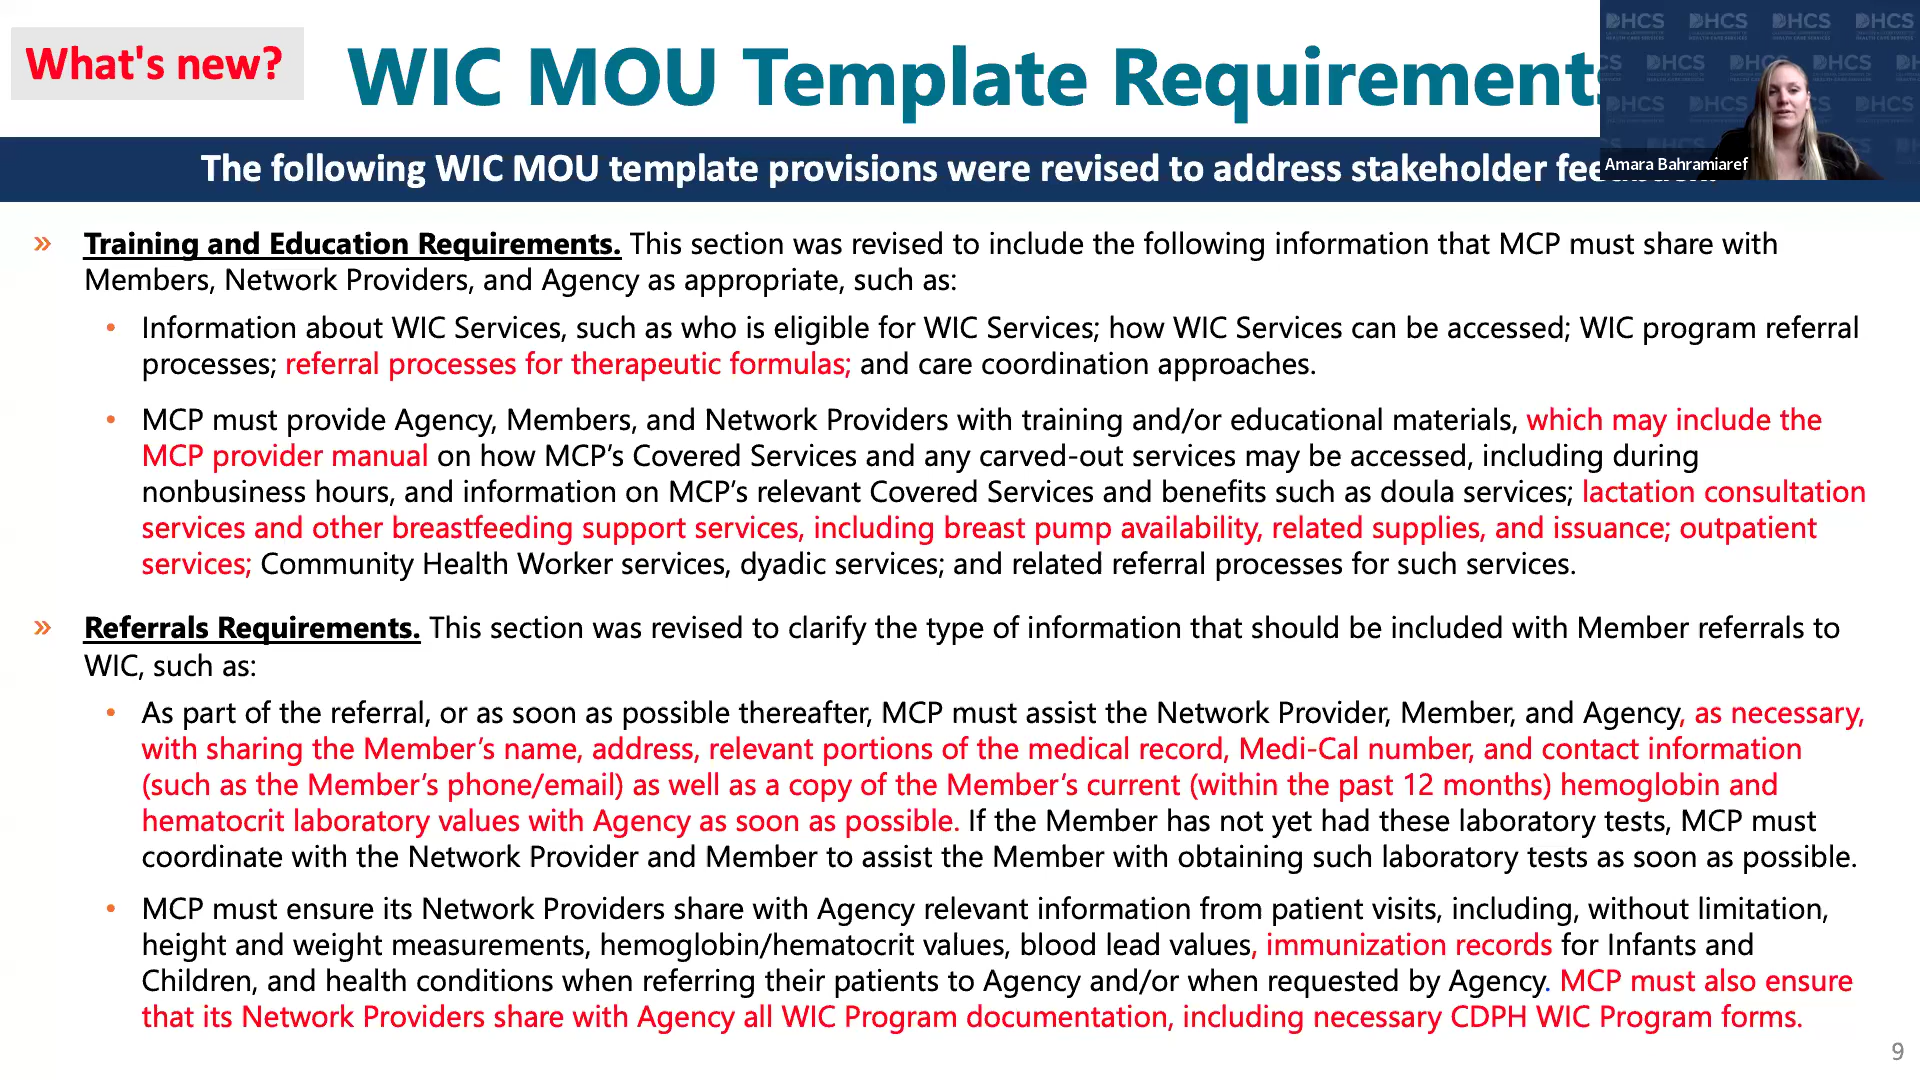 What's new?
WIC MOU Template Requirements
DHCS DHCS DHCS DHCS
Amara Bahramiaref
The following WIC MOU template provisions were revised to address stakeholder
» Training and Education Requirements. This section was revised to include the following information that MCP must share with
Members, Network Providers, and Agency as appropriate, such as:
• Information about WIC Services, such as who is eligible for WIC Services; how WIC Services can be accessed; WIC program referral
processes; referral processes for therapeutic formulas; and care coordination approaches.
• MCP must provide Agency, Members, and Network Providers with training and/or educational materials, which may include the
MCP provider manual on how MCP’s Covered Services and any carved-out services may be accessed, including during
nonbusiness hours, and information on MCP’s relevant Covered Services and benefits such as doula services; lactation consultation
services and other breastfeeding support services, including breast pump availability, related supplies, and issuance; outpatient
services; Community Health Worker services, dyadic services; and related referral processes for such services.
» Referrals Requirements. This section was revised to clarify the type of information that should be included with Member referrals to
WIC, such as:
• As part of the referral, or as soon as possible thereafter, MCP must assist the Network Provider, Member, and Agency, as necessary,
with sharing the Member’s name, address, relevant portions of the medical record, Medi-Cal number, and contact information
(such as the Member’s phone/email) as well as a copy of the Member’s current (within the past 12 months) hemoglobin and
hematocrit laboratory values with Agency as soon as possible. If the Member has not yet had these laboratory tests, MCP must
coordinate with the Network Provider and Member to assist the Member with obtaining such laboratory tests as soon as possible.
• MCP must ensure its Network Providers share with Agency relevant information from patient visits, including, without limitation,
height and weight measurements, hemoglobin/hematocrit values, blood lead values, immunization records for Infants and
Children, and health conditions when referring their patients to Agency and/or when requested by Agency. MCP must also ensure
that its Network Providers share with Agency all WIC Program documentation, including necessary CDPH WIC Program forms.
9